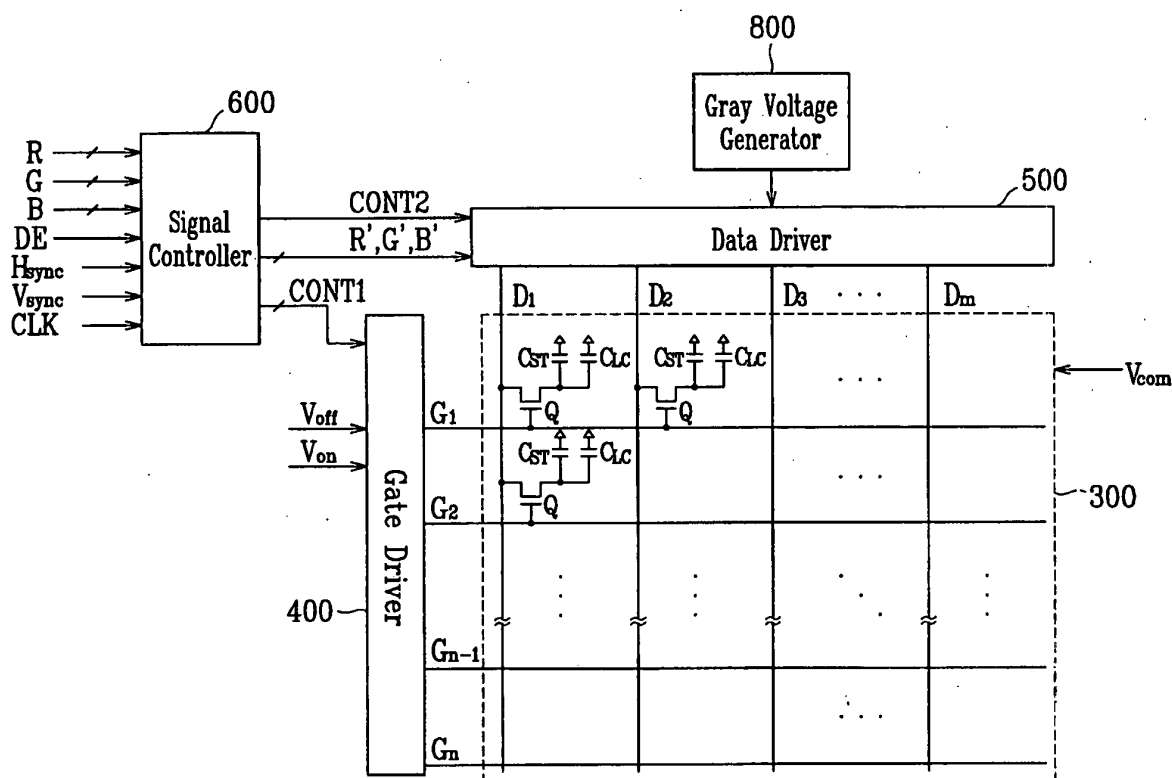 800
Gray Voltage
Generator
600
R
G
B
DE
Hsync
Vsync
CLK
Signal
Controller
CONT2
R',G',B'
CONT1
500
Data Driver
D1
D2
D3
. . .
Dm
CST
CLC
CST
CLC
Q
Q
Vcom
Voff
Von
G1
CST
CLC
Q
G2
Gate Driver
300
400
Gn-1
Gn